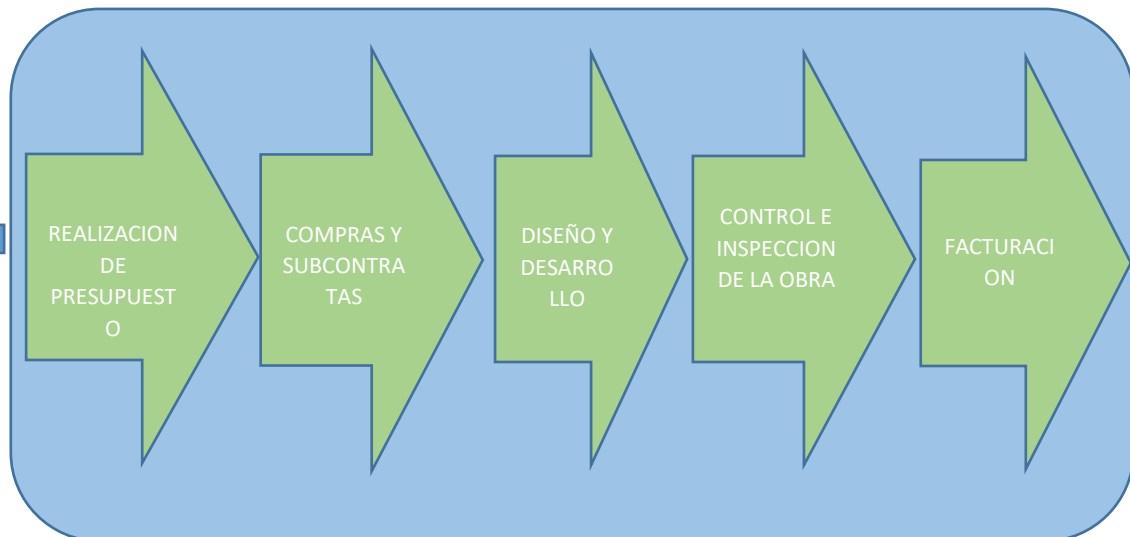 REALIZACION
DE
PRESUPUEST
O
COMPRAS Y
SUBCONTRA
TAS
DISEÑO Y
DESARRO
LLO
CONTROL E
INSPECCION
DE LA OBRA
FACTURACI
ON